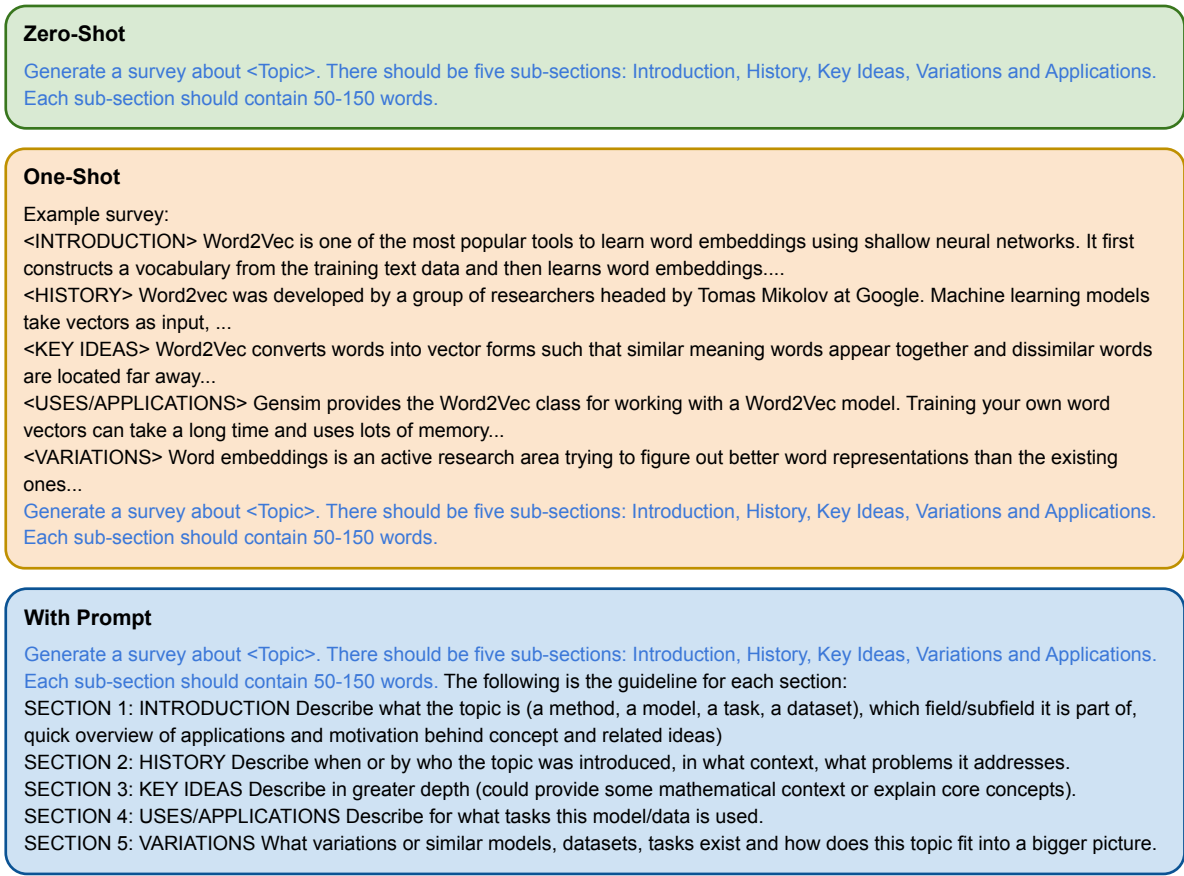 Zero-Shot
Generate a survey about <Topic>. There should be five sub-sections: Introduction, History, Key Ideas, Variations and Applications.
Each sub-section should contain 50-150 words.
One-Shot
Example survey:
<INTRODUCTION> Word2Vec is one of the most popular tools to learn word embeddings using shallow neural networks. It first
constructs a vocabulary from the training text data and then learns word embeddings....
<HISTORY> Word2vec was developed by a group of researchers headed by Tomas Mikolov at Google. Machine learning models
take vectors as input, ...
<KEY IDEAS> Word2Vec converts words into vector forms such that similar meaning words appear together and dissimilar words
are located far away...
<USES/APPLICATIONS> Gensim provides the Word2Vec class for working with a Word2Vec model. Training your own word
vectors can take a long time and uses lots of memory...
<VARIATIONS> Word embeddings is an active research area trying to figure out better word representations than the existing
ones...
Generate a survey about <Topic>. There should be five sub-sections: Introduction, History, Key Ideas, Variations and Applications.
Each sub-section should contain 50-150 words.
With Prompt
Generate a survey about <Topic>. There should be five sub-sections: Introduction, History, Key Ideas, Variations and Applications.
Each sub-section should contain 50-150 words. The following is the guideline for each section:
SECTION 1: INTRODUCTION Describe what the topic is (a method, a model, a task, a dataset), which field/subfield it is part of,
quick overview of applications and motivation behind concept and related ideas)
SECTION 2: HISTORY Describe when or by who the topic was introduced, in what context, what problems it addresses.
SECTION 3: KEY IDEAS Describe in greater depth (could provide some mathematical context or explain core concepts).
SECTION 4: USES/APPLICATIONS Describe for what tasks this model/data is used.
SECTION 5: VARIATIONS What variations or similar models, datasets, tasks exist and how does this topic fit into a bigger picture.